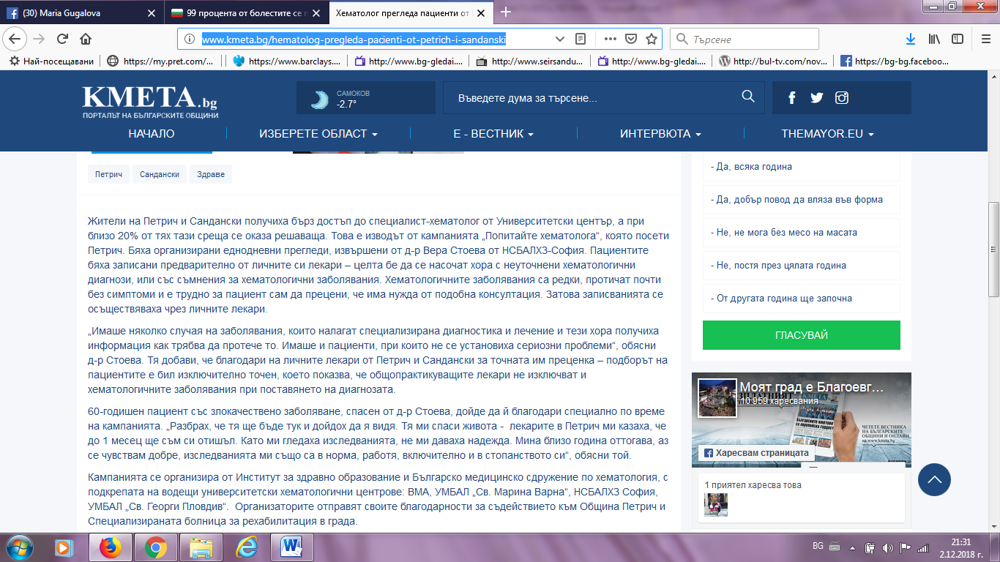 (30) Maria Gugalova
99 процента от болестите се п
Хематолог прегледа пациенти от
www.kmeta.bg/hematolog-pregleda-pacienti-ot-petrich-i-sandanski
Търсене
Най-посещавани
https://my.pret.com/...
https://www.barclays....
http://www.bg-gledai....
http://www.seirsandu...
http://www.bg-gledai....
http://bul-tv.com/nov...
https://bg-bg.faceboo...
KMETA.bg
ПОРТАЛЪТ НА БЪЛГАРСКИТЕ ОБЩИНИ
САМОКОВ
-2.7°
Въведете дума за търсене...
НАЧАЛО
ИЗБЕРЕТЕ ОБЛАСТ
Е - ВЕСТНИК
ИНТЕРВЮТА
THEMAYOR.EU
Петрич
Сандански
Здраве
Жители на Петрич и Сандански получиха бърз достъп до специалист-хематолог от Университетски център, а при
близо 20% от тях тази среща се оказа решаваща. Това е изводът от кампанията „Попитайте хематолога“, която посети
Петрич. Бяха организирани еднодневни прегледи, извършени от д-р Вера Стоева от НСБАЛХЗ-София. Пациентите
бяха записани предварително от личните си лекари – целта бе да се насочат хора с неуточнени хематологични
диагнози, или със съмнения за хематологични заболявания. Хематологичните заболявания са редки, протичат почти
без симптоми и е трудно за пациент сам да прецени, че има нужда от подобна консултация. Затова записванията се
осъществяваха чрез личните лекари.
„Имаше няколко случая на заболявания, които налагат специализирана диагностика и лечение и тези хора получиха
информация как трябва да протече то. Имаше и пациенти, при които не се установиха сериозни проблеми“, обясни
д-р Стоева. Тя добави, че благодари на личните лекари от Петрич и Сандански за точната им преценка – подборът на
пациентите е бил изключително точен, което показва, че общопрактикуващите лекари не изключват и
хематологичните заболявания при поставянето на диагнозата.
60-годишен пациент със злокачествено заболяване, спасен от д-р Стоева, дойде да й благодари специално по време
на кампанията. „Разбрах, че тя ще бъде тук и дойдох да я видя. Тя ми спаси живота - лекарите в Петрич ми казаха, че
до 1 месец ще съм си отишъл. Като ми гледаха изследванията, не ми даваха надежда. Мина близо година оттогава, аз
се чувствам добре, изследванията ми също са в норма, работя, включително и в стопанството си“, обясни той.
Кампанията се организира от Институт за здравно образование и Българско медицинско сдружение по хематология, с
подкрепата на водещи университетски хематологични центрове: ВМА, УМБАЛ „Св. Марина Варна“, НСБАЛХЗ София,
УМБАЛ „Св. Георги Пловдив“. Организаторите отправят своите благодарности за съдействието към Община Петрич и
Специализираната болница за рехабилитация в града.
- Да, всяка година
- Да, добър повод да вляза във форма
- Не, не мога без месо на масата
- Не, постя през цялата година
- От другата година ще започна
ГЛАСУВАЙ
Моят град е Благоевг...
10 959 харесвания
ЧЕТЕТЕ ВЕСТНИКА
НА БЪЛГАРСКИТЕ
ОБЩИНИ И ОНЛАЙН
на www.kmeta.bg
Харесвам страницата
1 приятел харесва това
BG
21:31
2.12.2018 г.